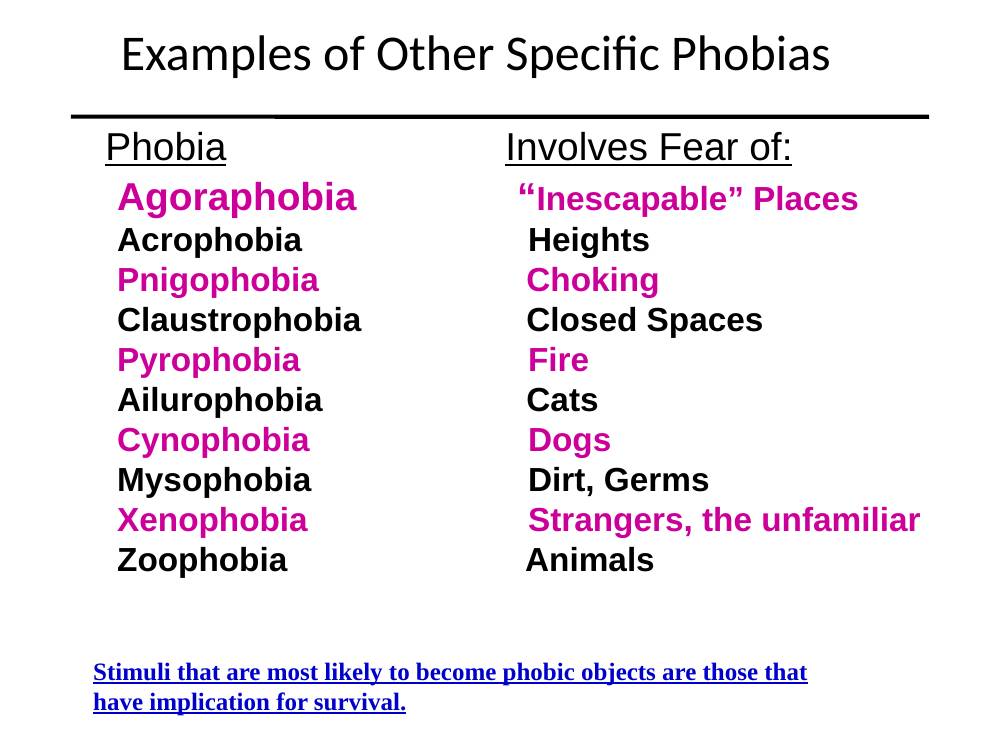 Examples of Other Specific Phobias
Phobia Involves Fear of:
Agoraphobia “Inescapable” Places
Acrophobia Heights
Pnigophobia Choking
Claustrophobia Closed Spaces
Pyrophobia Fire
Ailurophobia Cats
Cynophobia Dogs
Mysophobia Dirt, Germs
Xenophobia Strangers, the unfamiliar
Zoophobia Animals
Stimuli that are most likely to become phobic objects are those that
have implication for survival.